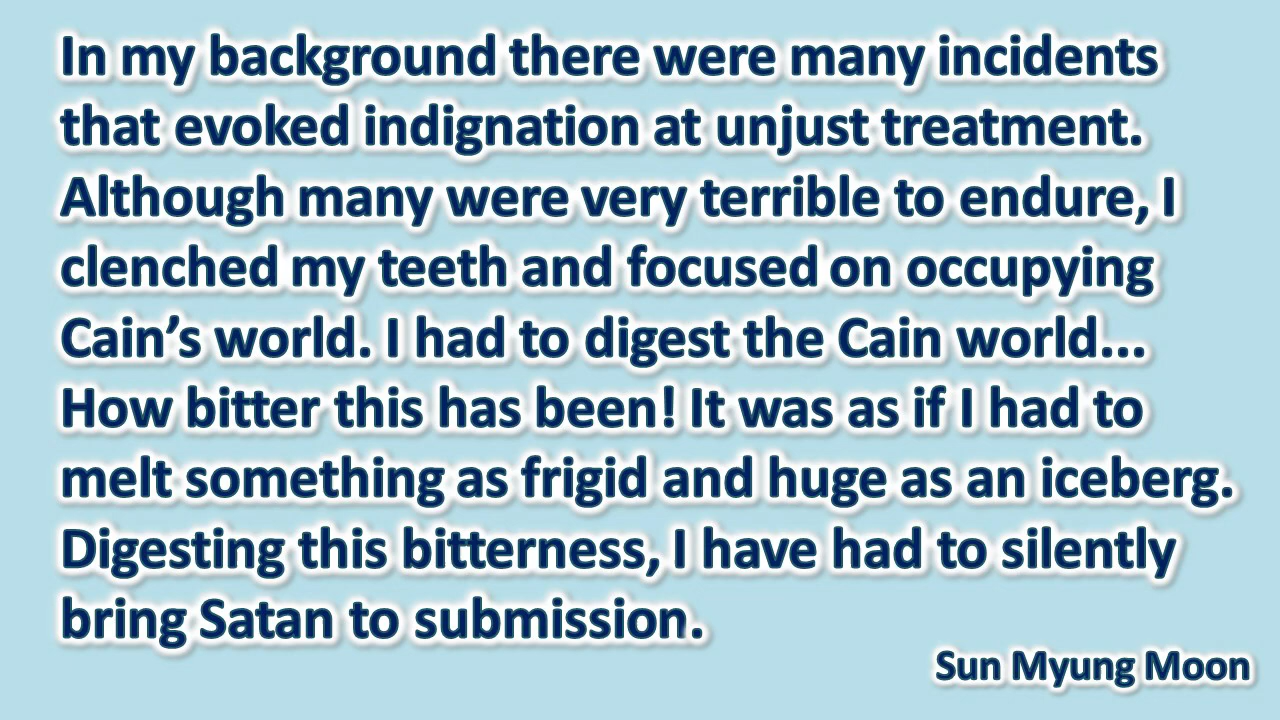 In my background there were many incidents
that evoked indignation at unjust treatment.
Although many were very terrible to endure, I
clenched my teeth and focused on occupying
Cain’s world. I had to digest the Cain world...
How bitter this has been! It was as if I had to
melt something as frigid and huge as an iceberg.
Digesting this bitterness, I have had to silently
bring Satan to submission.
Sun Myung Moon